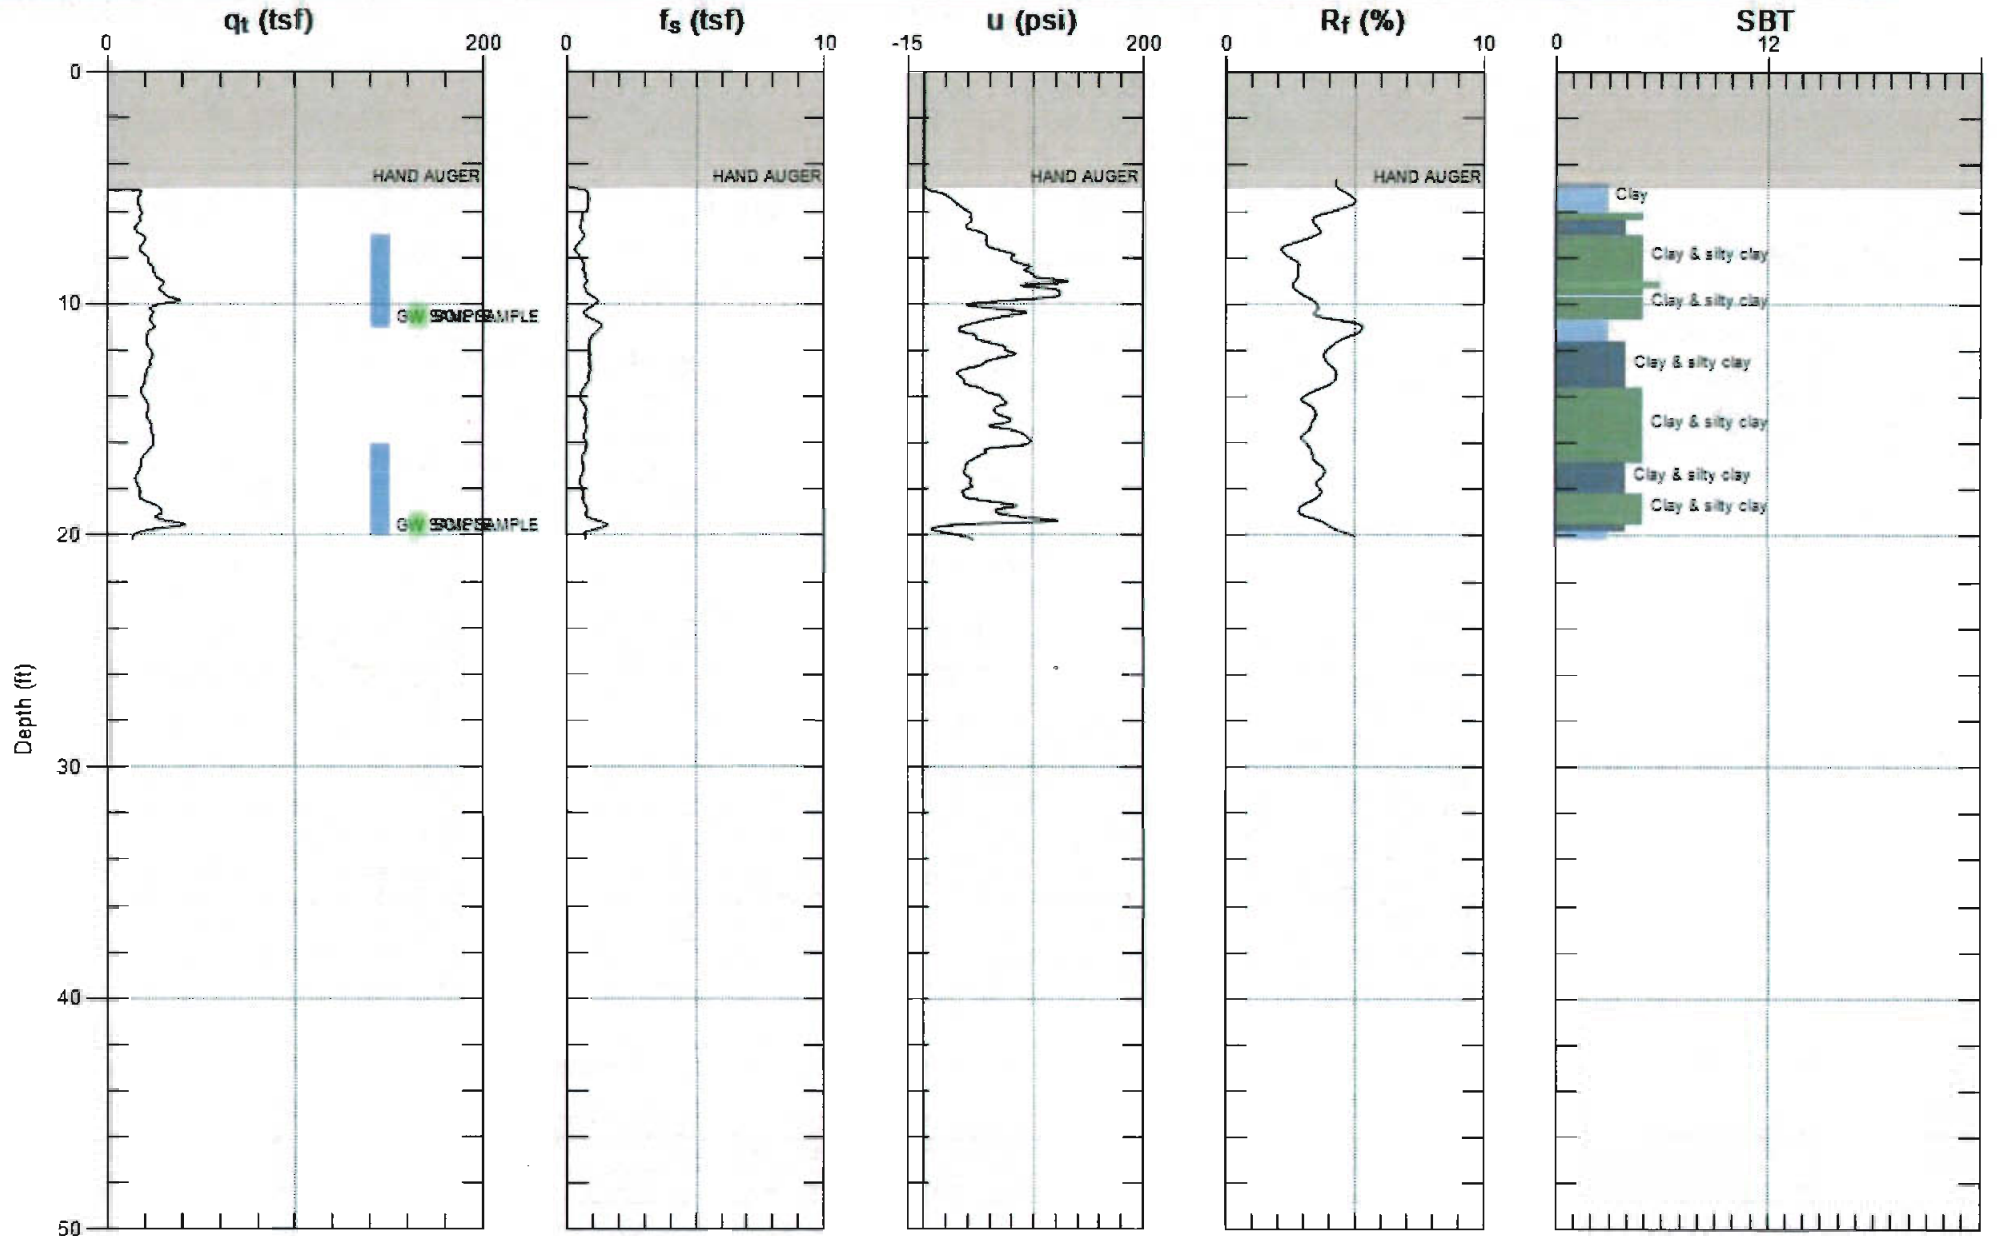 qt (tsf) fs (tsf) u (psi) Rf (%) SBT
0 200 0 10 -15 200 0 10 0 12
0
HAND AUGER HAND AUGER HAND AUGER HAND AUGER
Clay
Clay & silty clay
Clay & silty clay
10
GW
Clay & silty clay
Clay & silty clay
Clay & silty clay
Clay & silty clay
GW
20
Depth (ft)
30
40
50